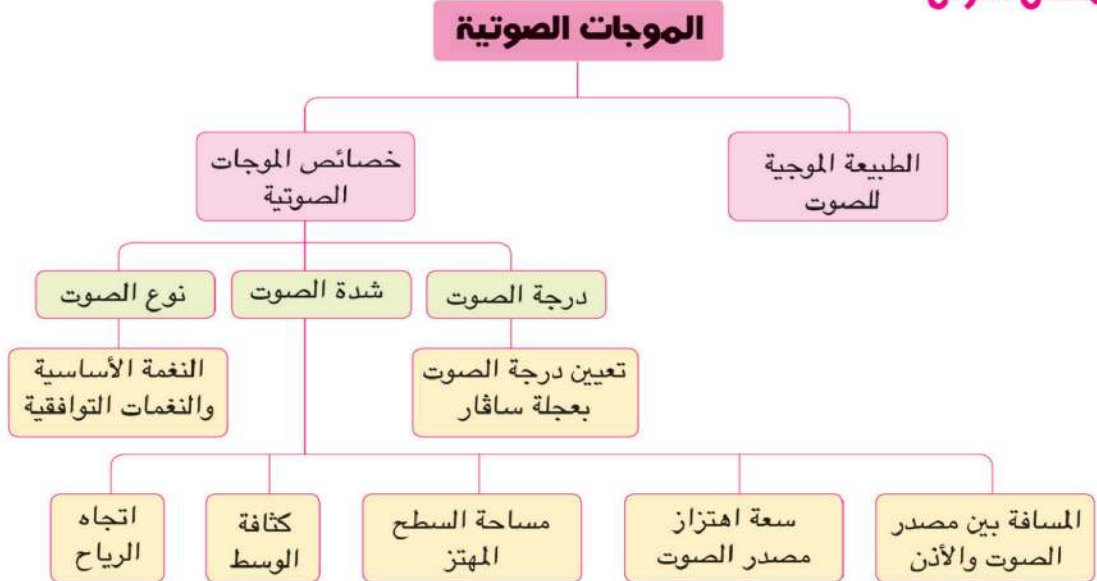 الموجات الصوتية
الطبيعة الموجية
للصوت
خصائص الموجات
الصوتية
درجة الصوت
شدة الصوت
نوع الصوت
تعيين درجة الصوت
بعجلة ساڤار
النغمة الأساسية
والنغمات التوافقية
المسافة بين مصدر
الصوت والأذن
سعة اهتزاز
مصدر الصوت
مساحة السطح
المهتز
كثافة
الوسط
اتجاه
الرياح